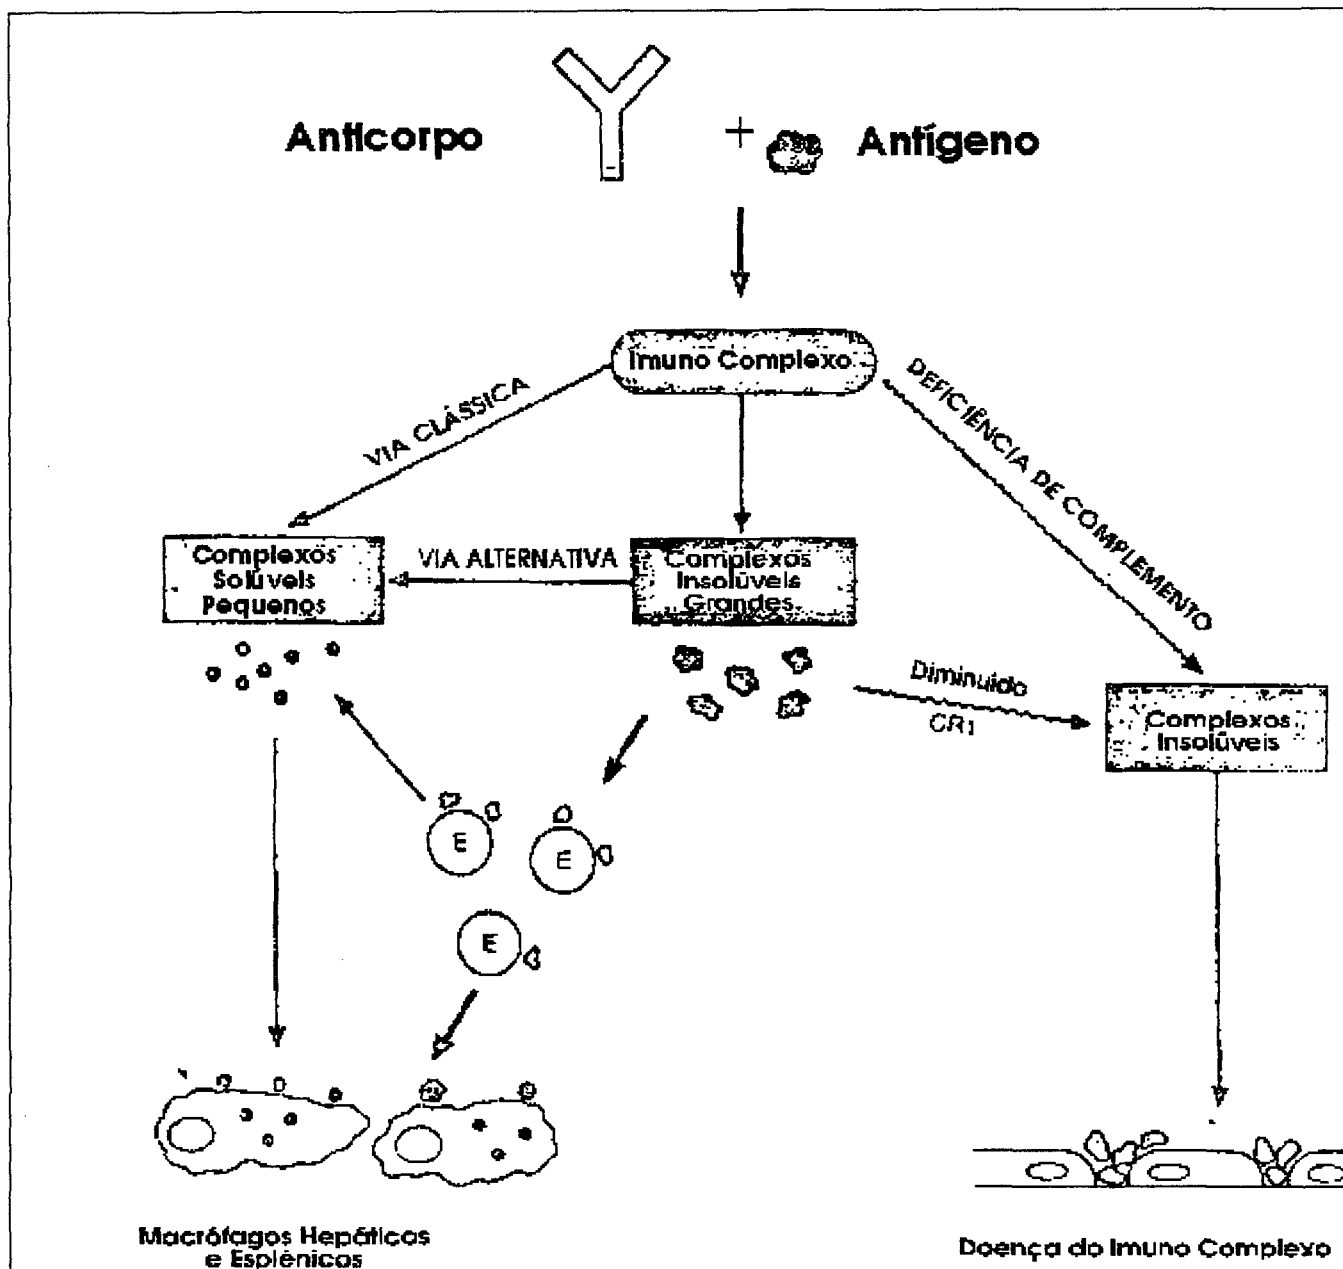 Anticorpo
+
Antígeno
Imuno Complexo
VIA CLÁSSICA
DEFICIÊNCIA DE COMPLEMENTO
Complexos
Solúveis
Pequenos
VIA ALTERNATIVA
Complexos
Insolúveis
Grandes
Diminuido
CR1
Complexos
Insolúveis
E
E
E
Macrófagos Hepáticos
e Esplênicos
Doença do Imuno Complexo